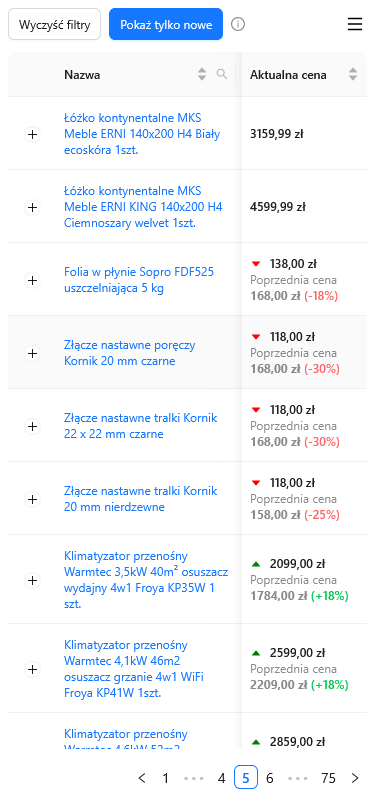 Wyczyść filtry
Pokaż tylko nowe
Nazwa
Aktualna cena
Łóżko kontynentalne MKS
Meble ERNI 140x200 H4 Biały
ecoskóra 1szt.
3159,99 zł
Łóżko kontynentalne MKS
Meble ERNI KING 140x200 H4
Ciemnoszary welvet 1szt.
4599,99 zł
Folia w płynie Sopro FDF525
uszczelniająca 5 kg
138,00 zł
Poprzednia cena
168,00 zł (-18%)
Złącze nastawne poręczy
Kornik 20 mm czarne
118,00 zł
Poprzednia cena
168,00 zł (-30%)
Złącze nastawne tralki Kornik
22 x 22 mm czarne
118,00 zł
Poprzednia cena
168,00 zł (-30%)
Złącze nastawne tralki Kornik
20 mm nierdzewne
118,00 zł
Poprzednia cena
158,00 zł (-25%)
Klimatyzator przenośny
Warmtec 3,5kW 40m² osuszacz
wydajny 4w1 Froya KP35W 1
szt.
2099,00 zł
Poprzednia cena
1784,00 zł (+18%)
Klimatyzator przenośny
Warmtec 4,1kW 46m2
osuszacz grzanie 4w1 WiFi
Froya KP41W 1szt.
2599,00 zł
Poprzednia cena
2209,00 zł (+18%)
Klimatyzator przenośny
Warmtec 4,6kW 52m2
2859,00 zł
1 ••• 4 5 6 ••• 75